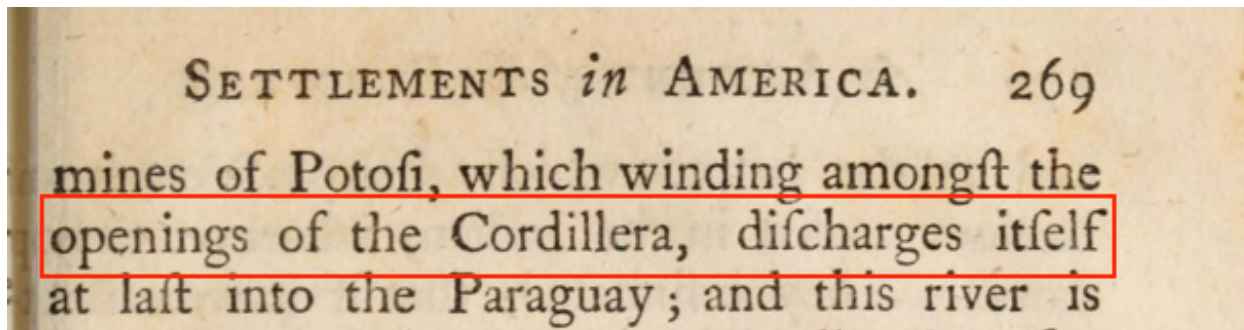 SETTLEMENTS in AMERICA. 269
mines of Potoſi, which winding amongſt the
openings of the Cordillera, diſcharges itſelf
at laſt into the Paraguay; and this river is